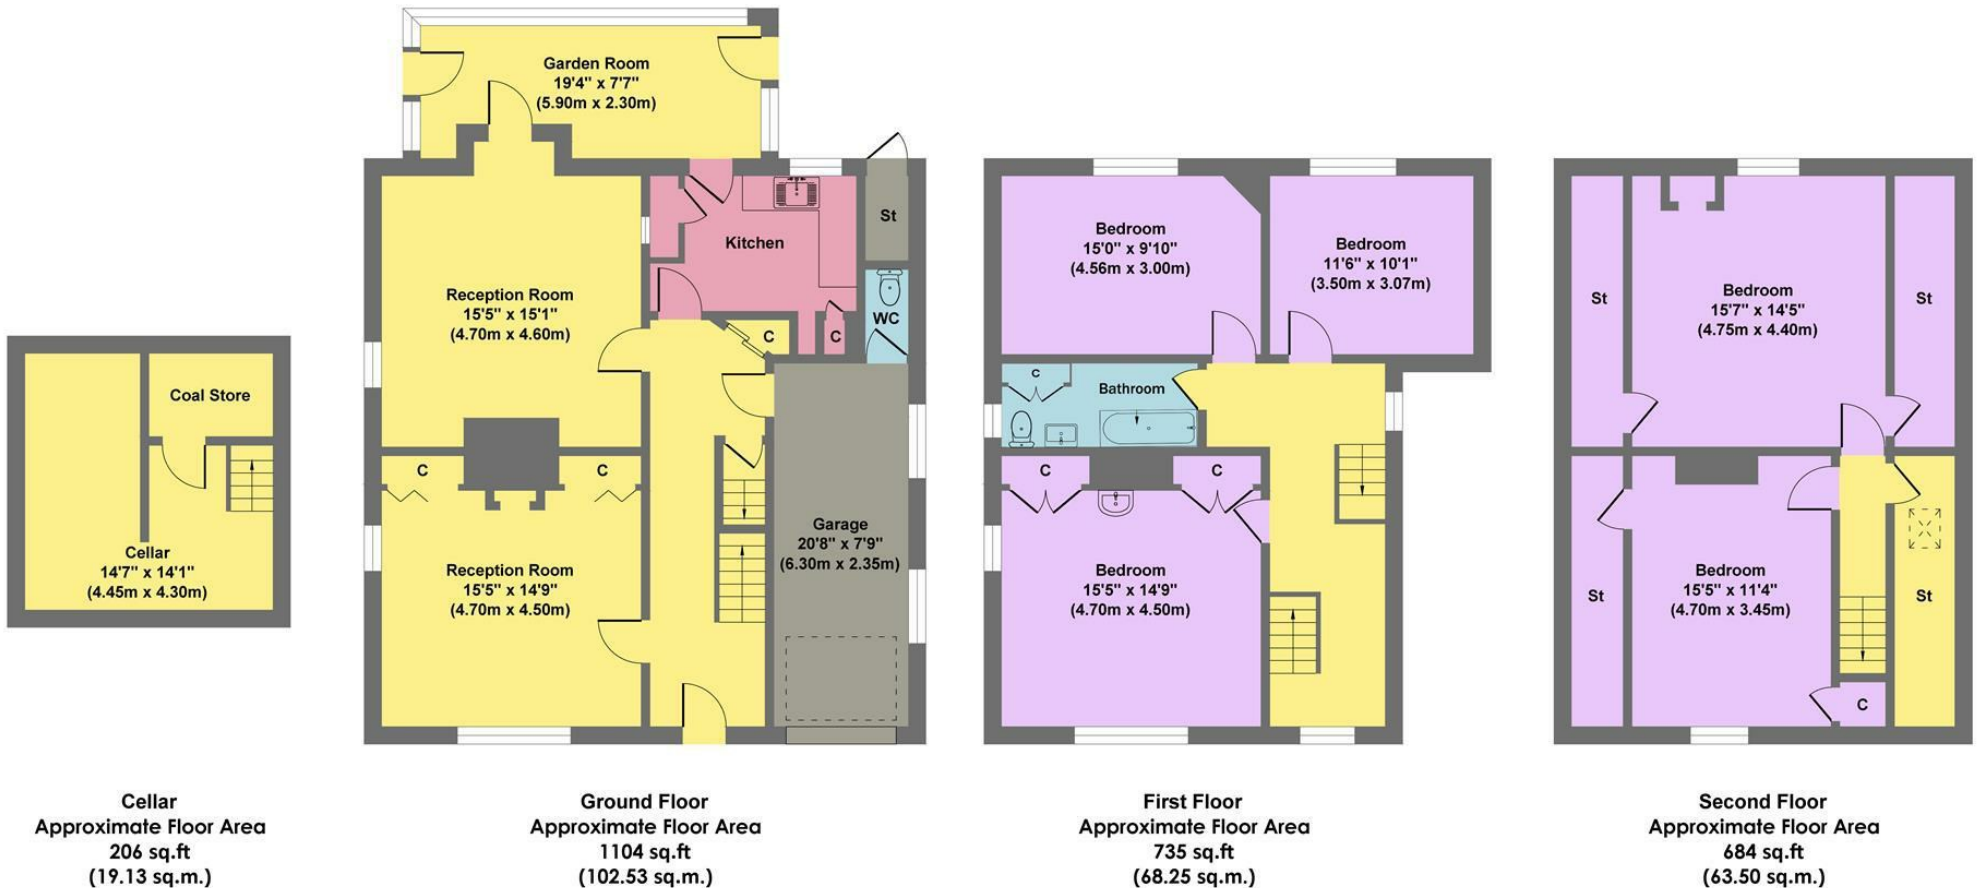 Coal Store
Cellar
14'7" x 14'1"
(4.45m x 4.30m)
Cellar
Approximate Floor Area
206 sq.ft
(19.13 sq.m.)
Garden Room
19'4" x 7'7"
(5.90m x 2.30m)
Kitchen
St
Reception Room
15'5" x 15'1"
(4.70m x 4.60m)
WC
C
C
C
C
Garage
20'8" x 7'9"
(6.30m x 2.35m)
Reception Room
15'5" x 14'9"
(4.70m x 4.50m)
Ground Floor
Approximate Floor Area
1104 sq.ft
(102.53 sq.m.)
Bedroom
15'0" x 9'10"
(4.56m x 3.00m)
Bedroom
11'6" x 10'1"
(3.50m x 3.07m)
C
Bathroom
C
C
Bedroom
15'5" x 14'9"
(4.70m x 4.50m)
First Floor
Approximate Floor Area
735 sq.ft
(68.25 sq.m.)
St
Bedroom
15'7" x 14'5"
(4.75m x 4.40m)
St
St
Bedroom
15'5" x 11'4"
(4.70m x 3.45m)
St
C
Second Floor
Approximate Floor Area
684 sq.ft
(63.50 sq.m.)